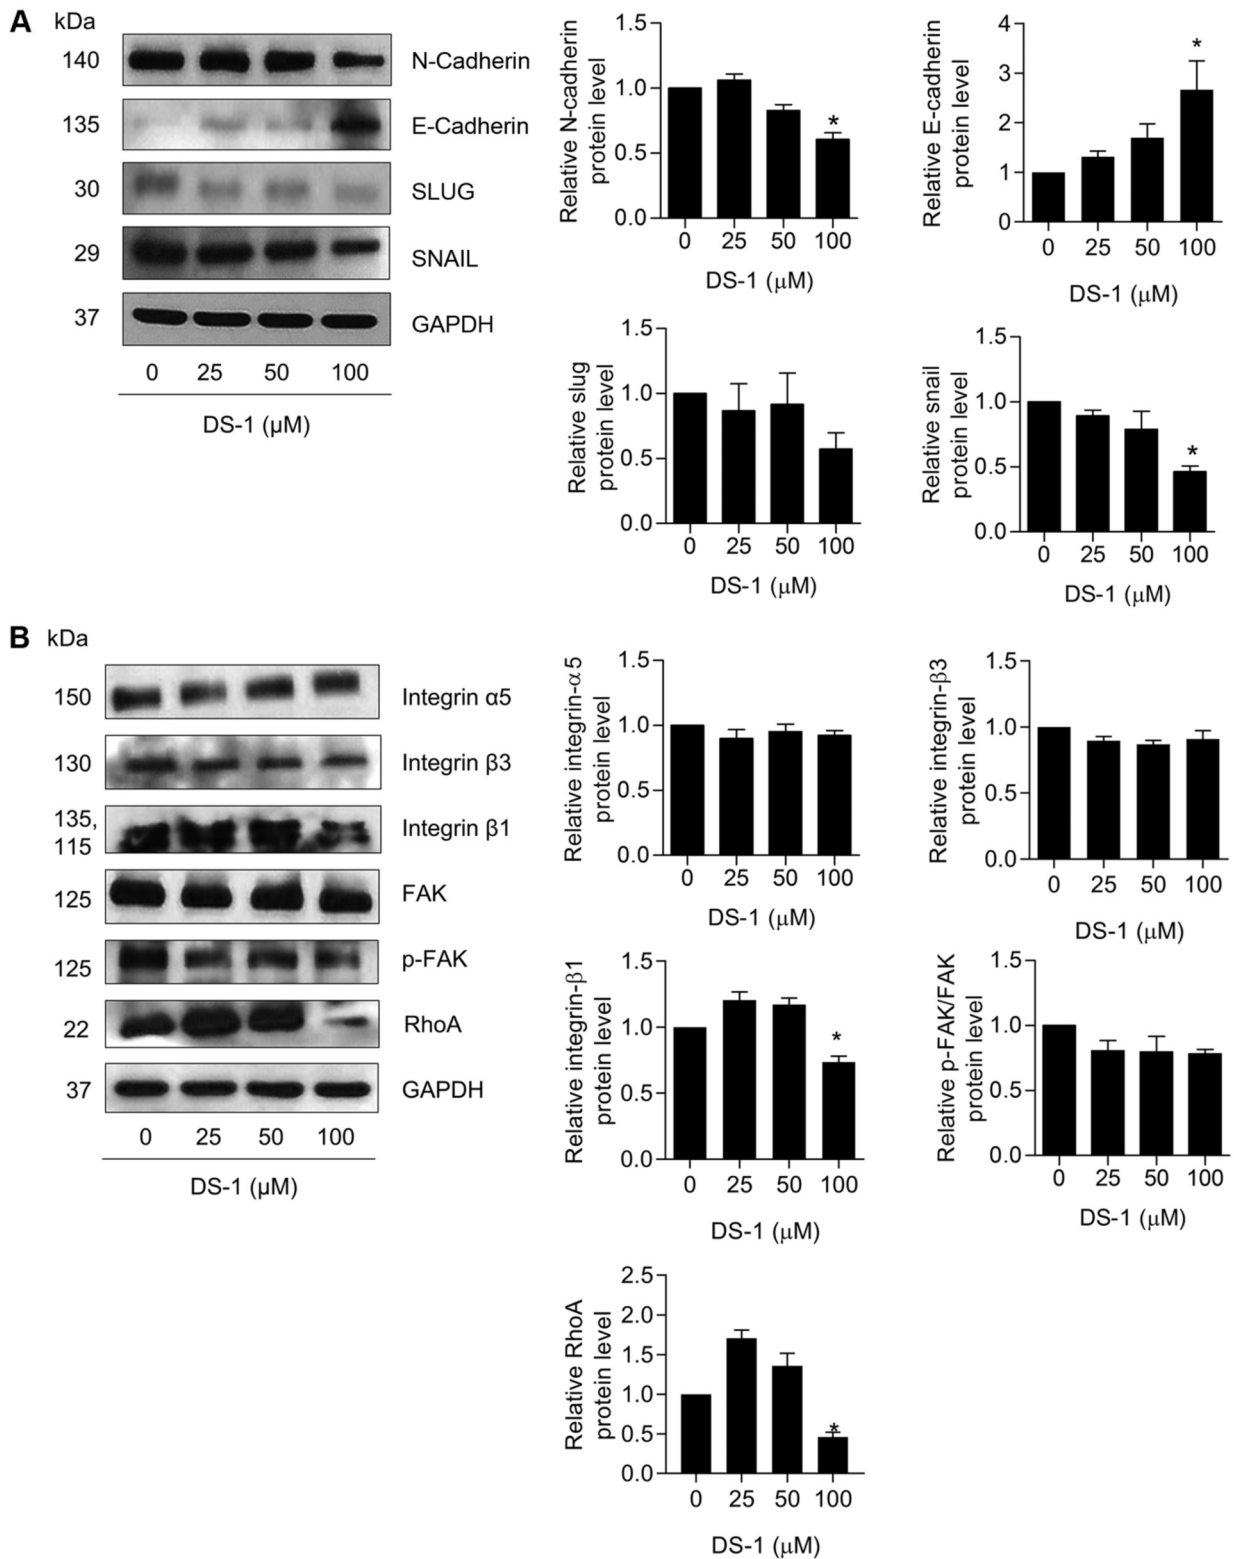 A
kDa
140
N-Cadherin
135
E-Cadherin
30
SLUG
29
SNAIL
37
GAPDH
0 25 50 100
DS-1 (μM)
Relative N-cadherin
protein level
1.5
1.0
0.5
0.0
0 25 50 100
DS-1 (μM)
*
Relative E-cadherin
protein level
4
3
2
1
0
0 25 50 100
DS-1 (μM)
*
Relative slug
protein level
1.5
1.0
0.5
0.0
0 25 50 100
DS-1 (μM)
Relative snail
protein level
1.5
1.0
0.5
0.0
0 25 50 100
DS-1 (μM)
*
B
kDa
150
Integrin α5
130
Integrin β3
135,
115
Integrin β1
125
FAK
125
p-FAK
22
RhoA
37
GAPDH
0 25 50 100
DS-1 (μM)
Relative integrin-α5
protein level
1.5
1.0
0.5
0.0
0 25 50 100
DS-1 (μM)
Relative integrin-β3
protein level
1.5
1.0
0.5
0.0
0 25 50 100
DS-1 (μM)
Relative integrin-β1
protein level
1.5
1.0
0.5
0.0
0 25 50 100
DS-1 (μM)
*
Relative p-FAK/FAK
protein level
1.5
1.0
0.5
0.0
0 25 50 100
DS-1 (μM)
Relative RhoA
protein level
2.5
2.0
1.5
1.0
0.5
0.0
0 25 50 100
DS-1 (μM)
*